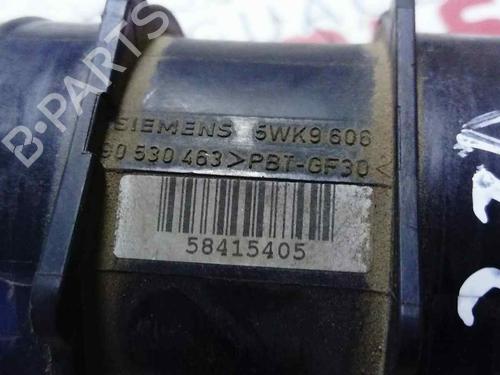 B-PARTS
SIEMENS 5WK9 606
90 530 463 >PBT-GF30<
58415405